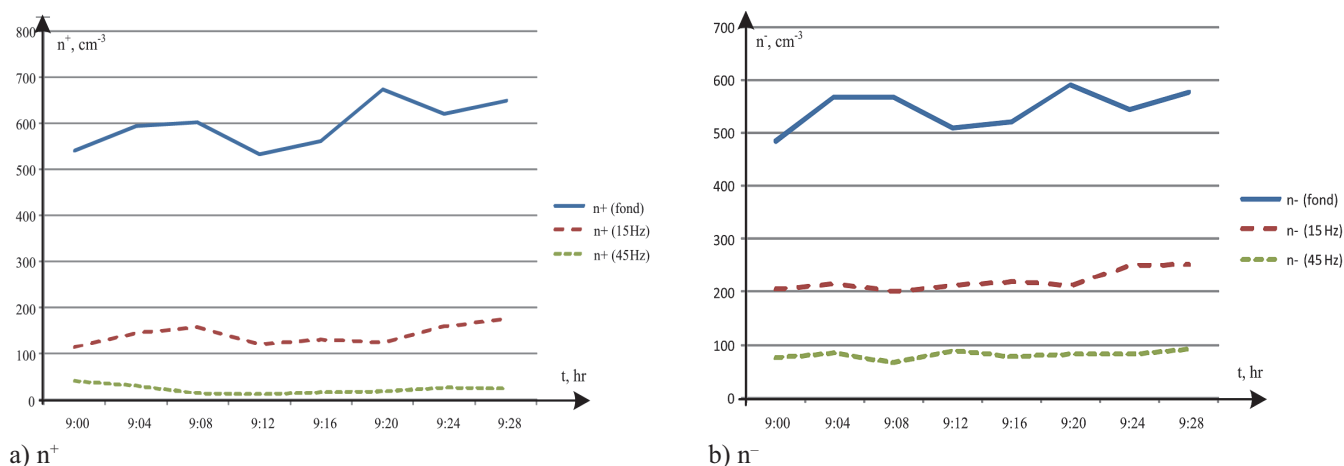 n⁺, cm⁻³
800
700
600
500
400
300
200
100
0
9:00 9:04 9:08 9:12 9:16 9:20 9:24 9:28
t, hr
n+ (fond)
n+ (15Hz)
n+ (45Hz)
a) n⁺
n⁻, cm⁻³
700
600
500
400
300
200
100
0
9:00 9:04 9:08 9:12 9:16 9:20 9:24 9:28
t, hr
n- (fond)
n- (15 Hz)
n- (45 Hz)
b) n⁻